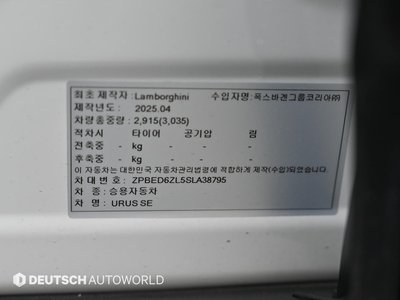 최초 제작자 : Lamborghini 수입자명: 폭스바겐그룹코리아㈜
제작년도 : 2025.04
차량총중량 : 2,915(3,035)
적차시 타이어 공기압 림
전축중 - kg - -
후축중 - kg - -
이 자동차는 대한민국 자동차관리법령에 적합하게 제작(수입)되었음
차 대 번 호 : ZPBED6ZL5SLA38795
차 종 : 승용자동차
차 명 : URUS SE
DEUTSCH AUTOWORLD